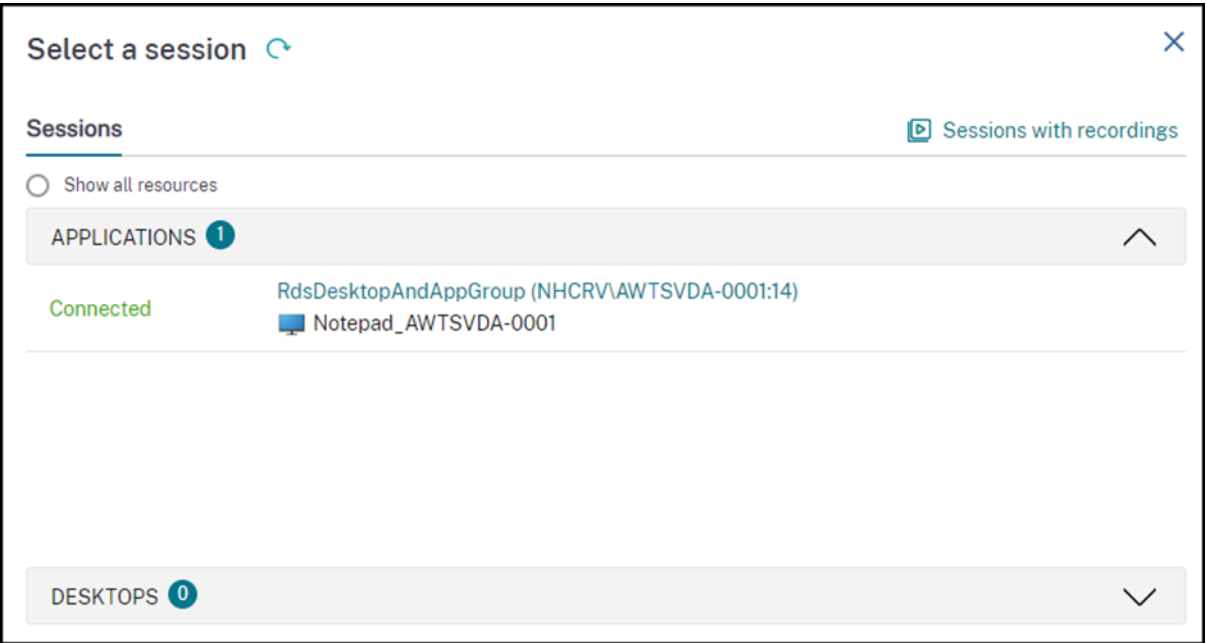 Select a session
Sessions
Sessions with recordings
Show all resources
APPLICATIONS 1
Connected
RdsDesktopAndAppGroup (NHCRV\AWTSVDA-0001:14)
Notepad_AWTSVDA-0001
DESKTOPS 0